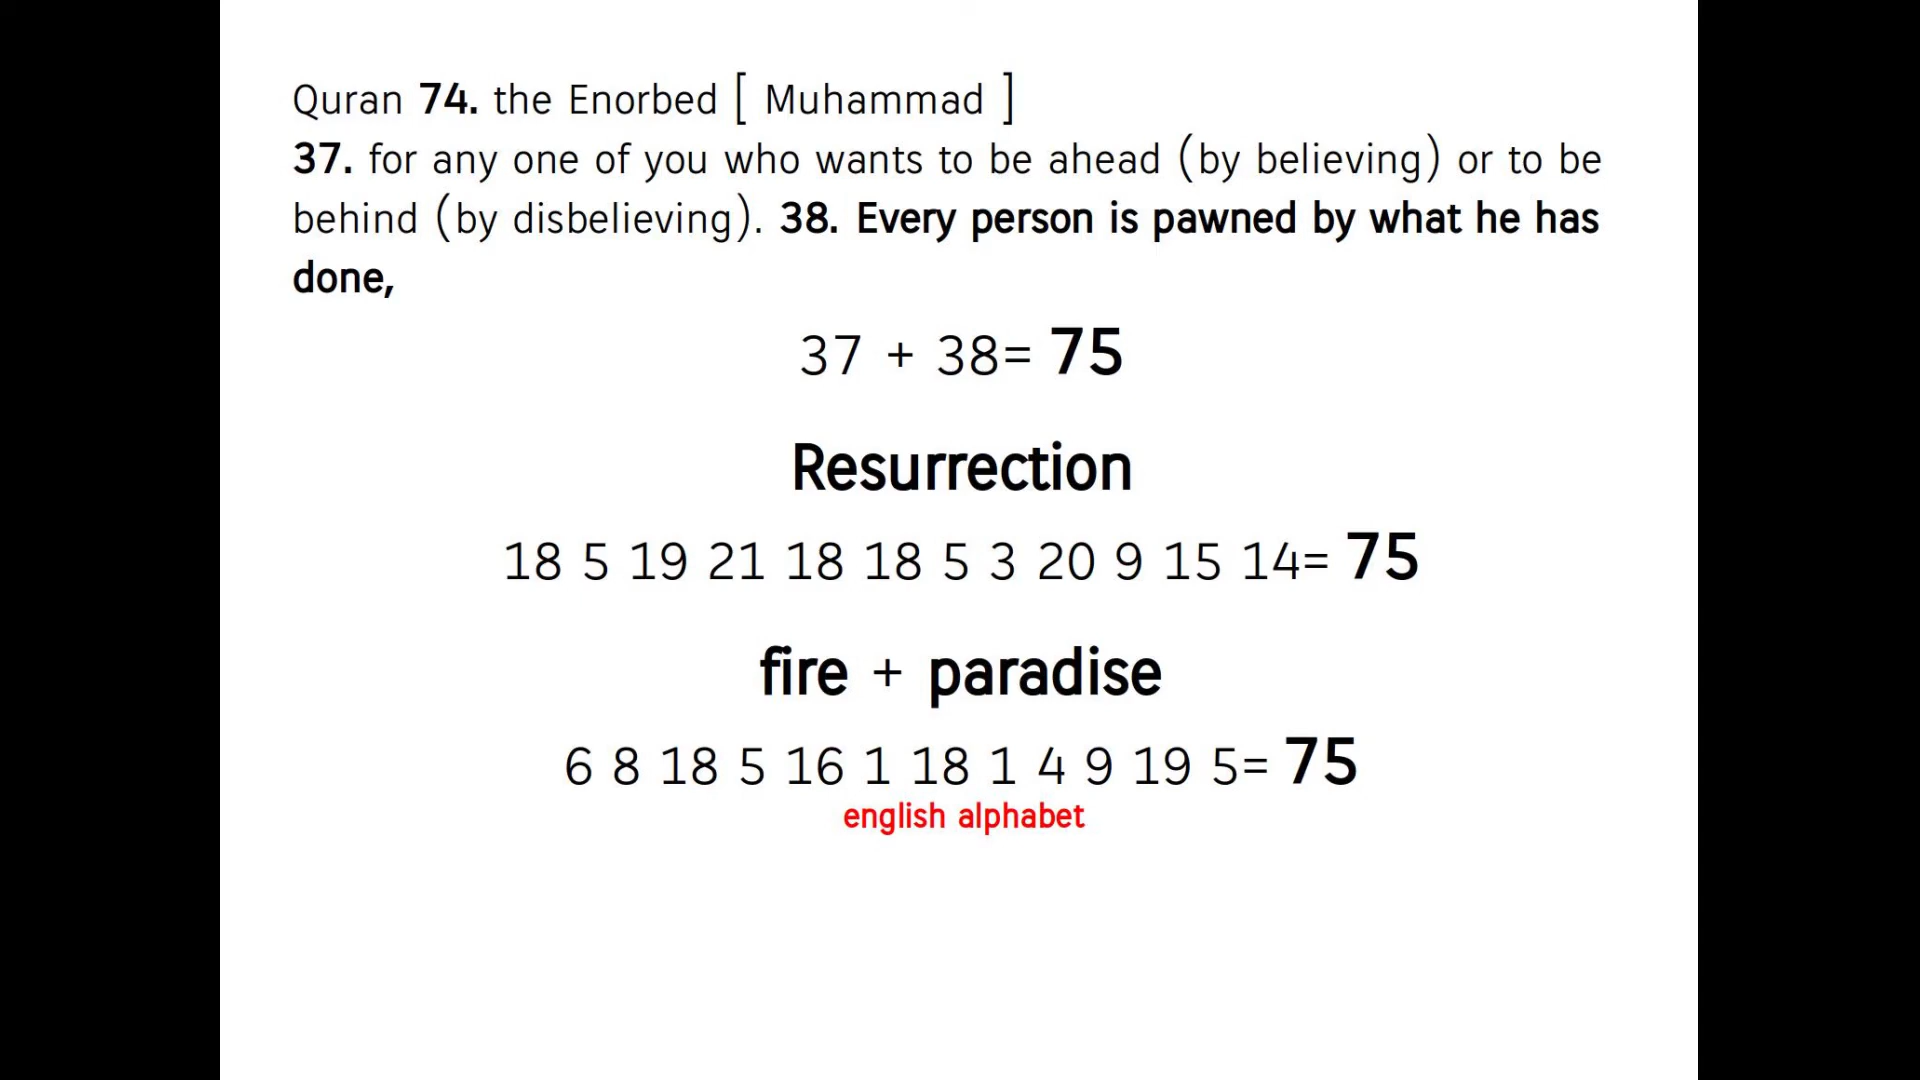 Quran 74. the Enorbed [ Muhammad ]
37. for any one of you who wants to be ahead (by believing) or to be
behind (by disbelieving). 38. Every person is pawned by what he has
done,
37 + 38= 75
Resurrection
18 5 19 21 18 18 5 3 20 9 15 14= 75
fire + paradise
6 8 18 5 16 1 18 1 4 9 19 5= 75
english alphabet